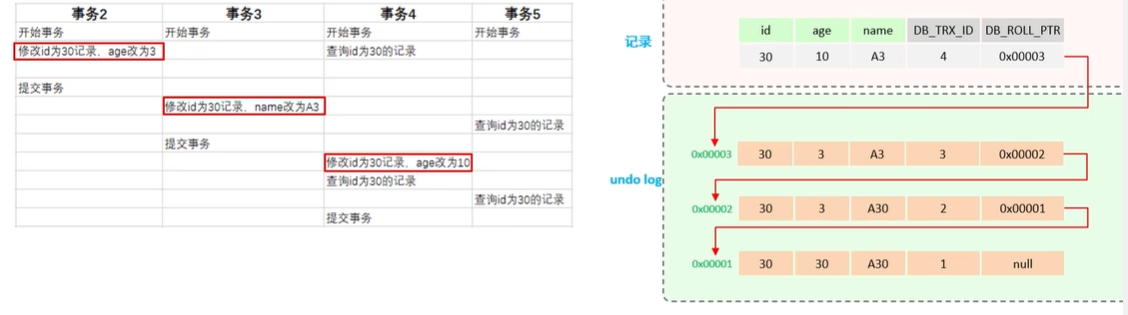 事务2 事务3 事务4 事务5
开始事务 开始事务 开始事务 开始事务
修改id为30记录，age改为3 查询id为30的记录
提交事务
修改id为30记录，name改为A3
查询id为30的记录
提交事务
修改id为30记录，age改为10
查询id为30的记录
查询id为30的记录
提交事务
记录
id age name DB_TRX_ID DB_ROLL_PTR
30 10 A3 4 0x00003
undo log
0x00003 30 3 A3 3 0x00002
0x00002 30 3 A30 2 0x00001
0x00001 30 30 A30 1 null